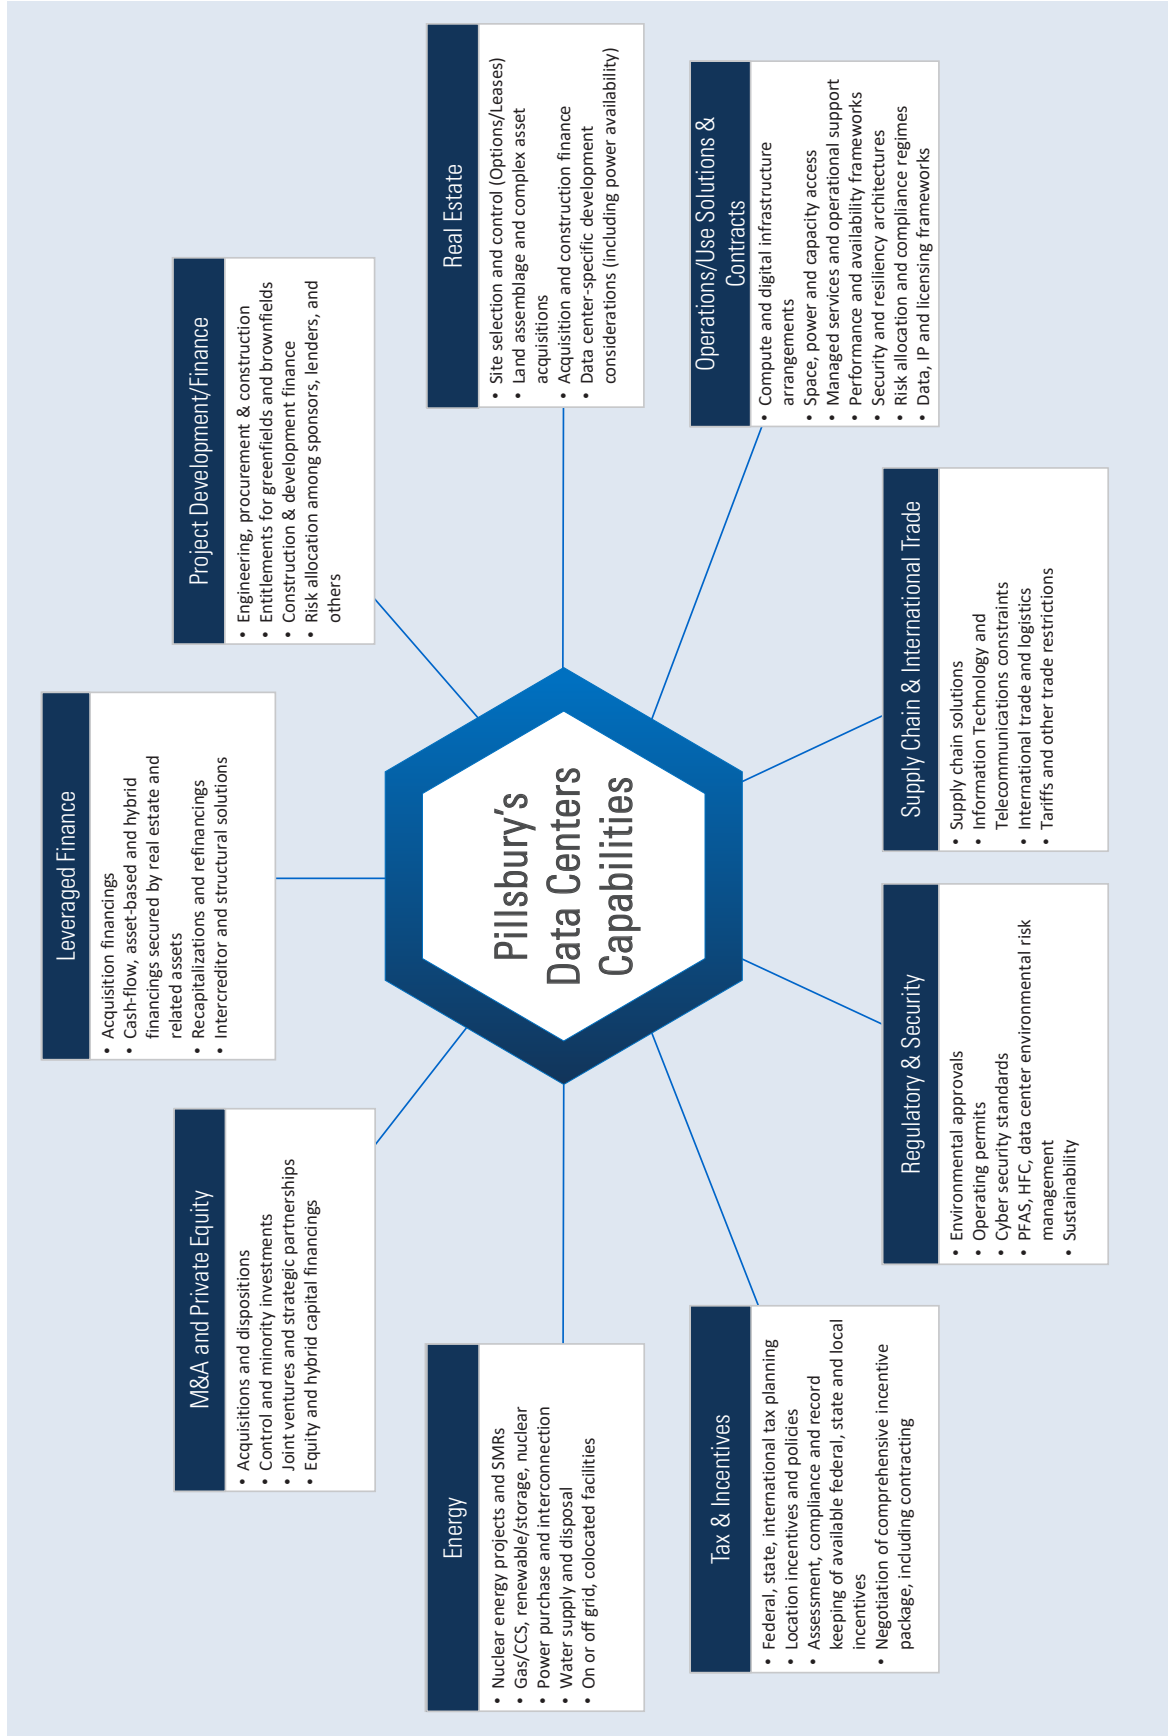 Leveraged Finance
• Acquisition financings
• Cash-flow, asset-based and hybrid
financings secured by real estate and
related assets
• Recapitalizations and refinancings
• Intercreditor and structural solutions
M&A and Private Equity
• Acquisitions and dispositions
• Control and minority investments
• Joint ventures and strategic partnerships
• Equity and hybrid capital financings
Project Development/Finance
• Engineering, procurement & construction
• Entitlements for greenfields and brownfields
• Construction & development finance
• Risk allocation among sponsors, lenders, and
others
Energy
• Nuclear energy projects and SMRs
• Gas/CCS, renewable/storage, nuclear
• Power purchase and interconnection
• Water supply and disposal
• On or off grid, colocated facilities
Pillsbury's
Data Centers
Capabilities
Real Estate
• Site selection and control (Options/Leases)
• Land assemblage and complex asset
acquisitions
• Acquisition and construction finance
• Data center-specific development
considerations (including power availability)
Tax & Incentives
• Federal, state, international tax planning
• Location incentives and policies
• Assessment, compliance and record
keeping of available federal, state and local
incentives
• Negotiation of comprehensive incentive
package, including contracting
Operations/Use Solutions &
Contracts
• Compute and digital infrastructure
arrangements
• Space, power and capacity access
• Managed services and operational support
• Performance and availability frameworks
• Security and resiliency architectures
• Risk allocation and compliance regimes
• Data, IP and licensing frameworks
Regulatory & Security
• Environmental approvals
• Operating permits
• Cyber security standards
• PFAS, HFC, data center environmental risk
management
• Sustainability
Supply Chain & International Trade
• Supply chain solutions
• Information Technology and
Telecommunications constraints
• International trade and logistics
• Tariffs and other trade restrictions